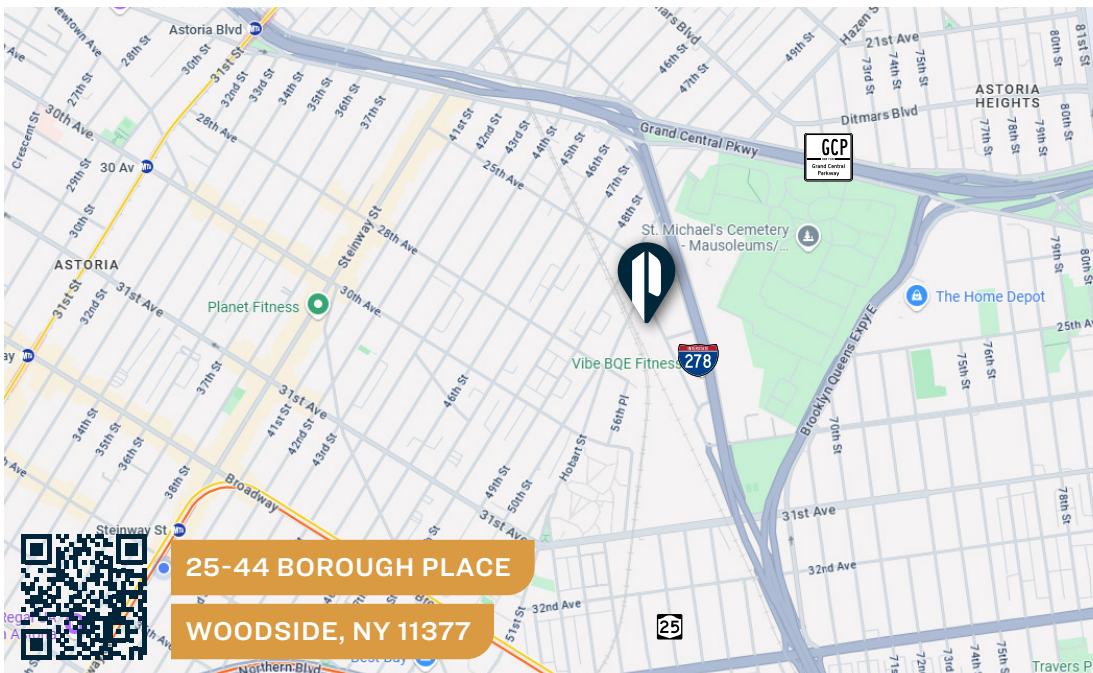 Astoria Blvd
28th St
30th St
31st St
32nd St
33rd St
34th St
35th St
36th St
37th St
27th St
Crescent St
30th Ave
28th Ave
29th St
30 Av
30th St
ASTORIA
31st St
32nd St
31st Ave
Steinway St
28th Ave
30th Ave
Planet Fitness
37th St
34th St
35th St
36th St
38th St
41st St
42nd St
43rd St
31st Ave
46th St
Broadway
Steinway St
41st St
42nd St
43rd St
44th St
45th St
46th St
47th St
48th St
25th Ave
46th St
47th St
49th St
21st Ave
73rd St
74th St
75th St
80th St
81st St
ASTORIA
HEIGHTS
Ditmars Blvd
77th St
78th St
79th St
80th St
Grand Central Pkwy
GCP
Grand Central
Parkway
St. Michael's Cemetery
- Mausoleums/...
The Home Depot
79th St
25th A
75th St
76th St
Brooklyn Queens Expy E
70th St
Vibe BQE Fitness
INTERSTATE
278
56th Pl
Hobart St
49th St
50th St
31st Ave
31st Ave
78th St
32nd Ave
32nd Ave
51st St
25
25-44 BOROUGH PLACE
WOODSIDE, NY 11377
Northern Blvd
Best Buy
71s
72n
73rd
74th St
75th St
Travers P